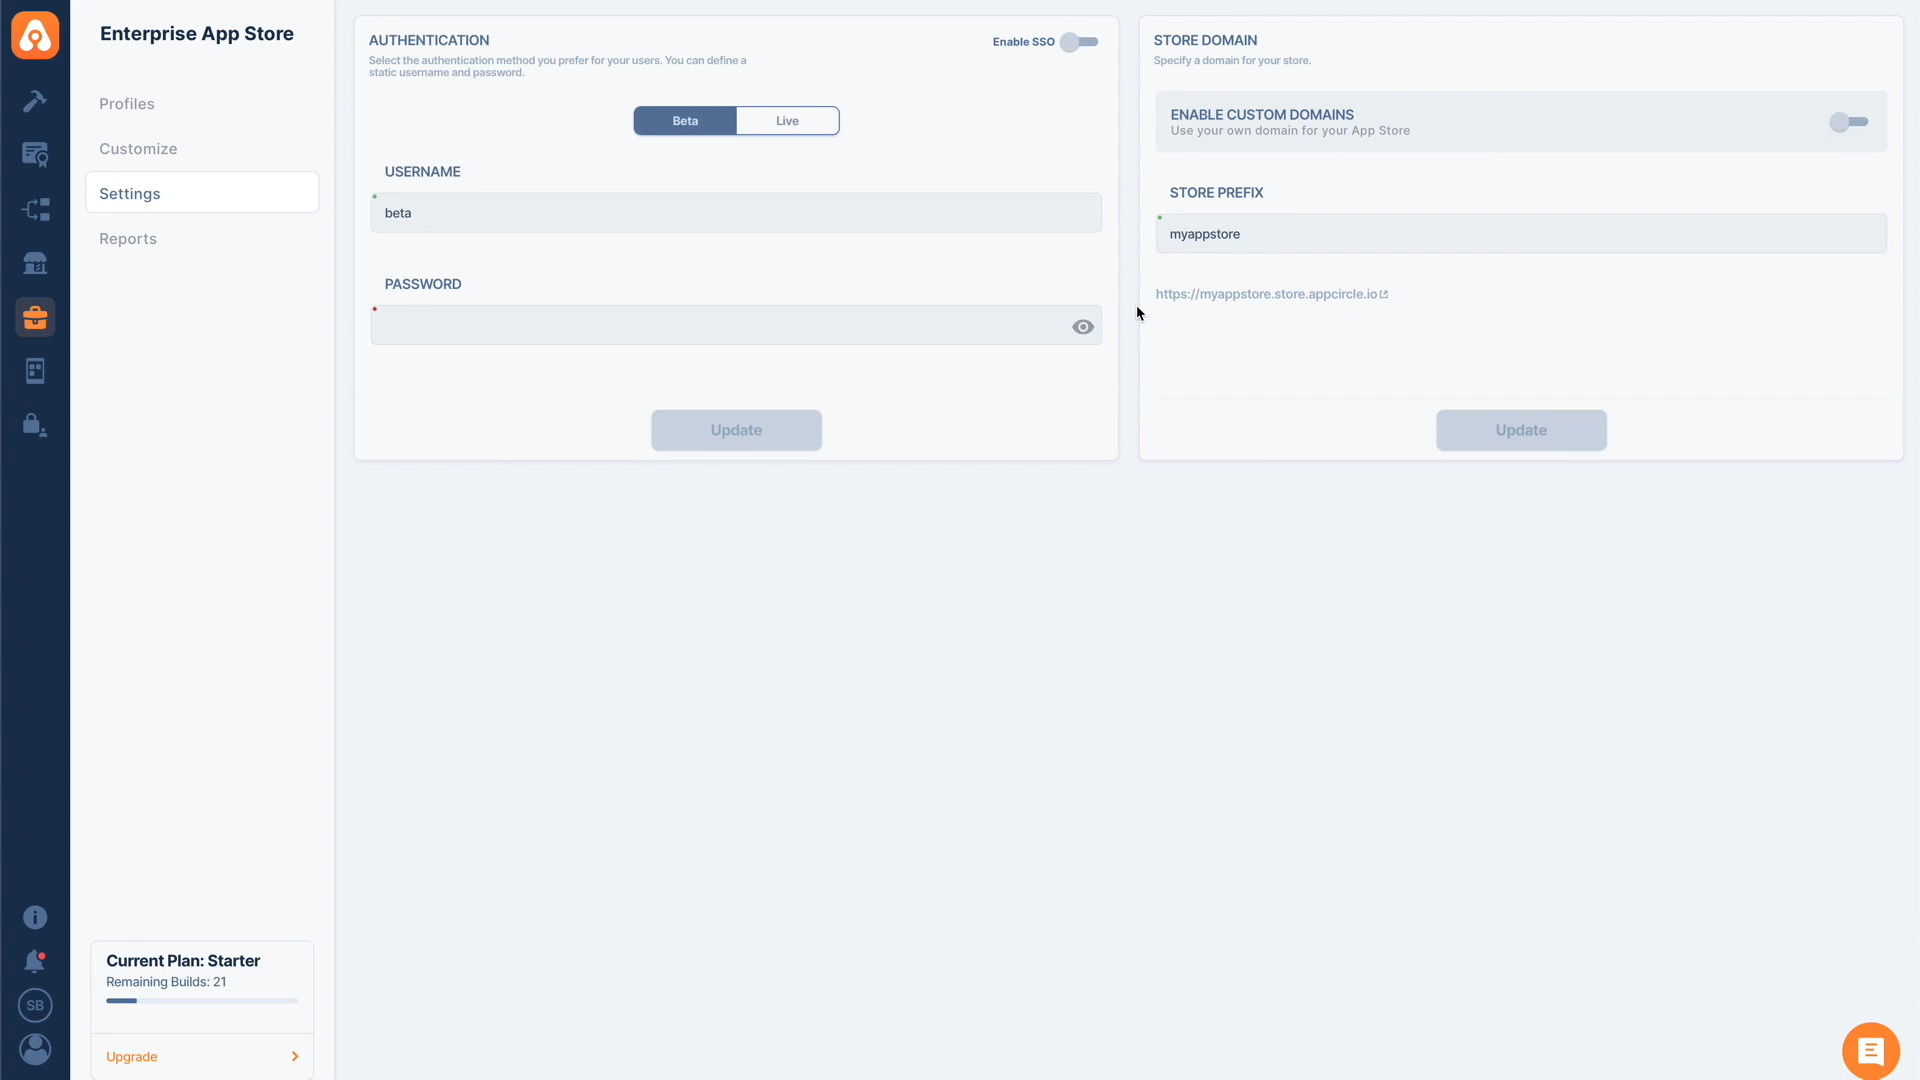 Enterprise App Store
Profiles
Customize
Settings
Reports
Current Plan: Starter
Remaining Builds: 21
Upgrade
SB
AUTHENTICATION
Select the authentication method you prefer for your users. You can define a
static username and password.
Enable SSO
Beta
Live
USERNAME
beta
PASSWORD
Update
STORE DOMAIN
Specify a domain for your store.
ENABLE CUSTOM DOMAINS
Use your own domain for your App Store
STORE PREFIX
myappstore
https://myappstore.store.appcircle.io
Update